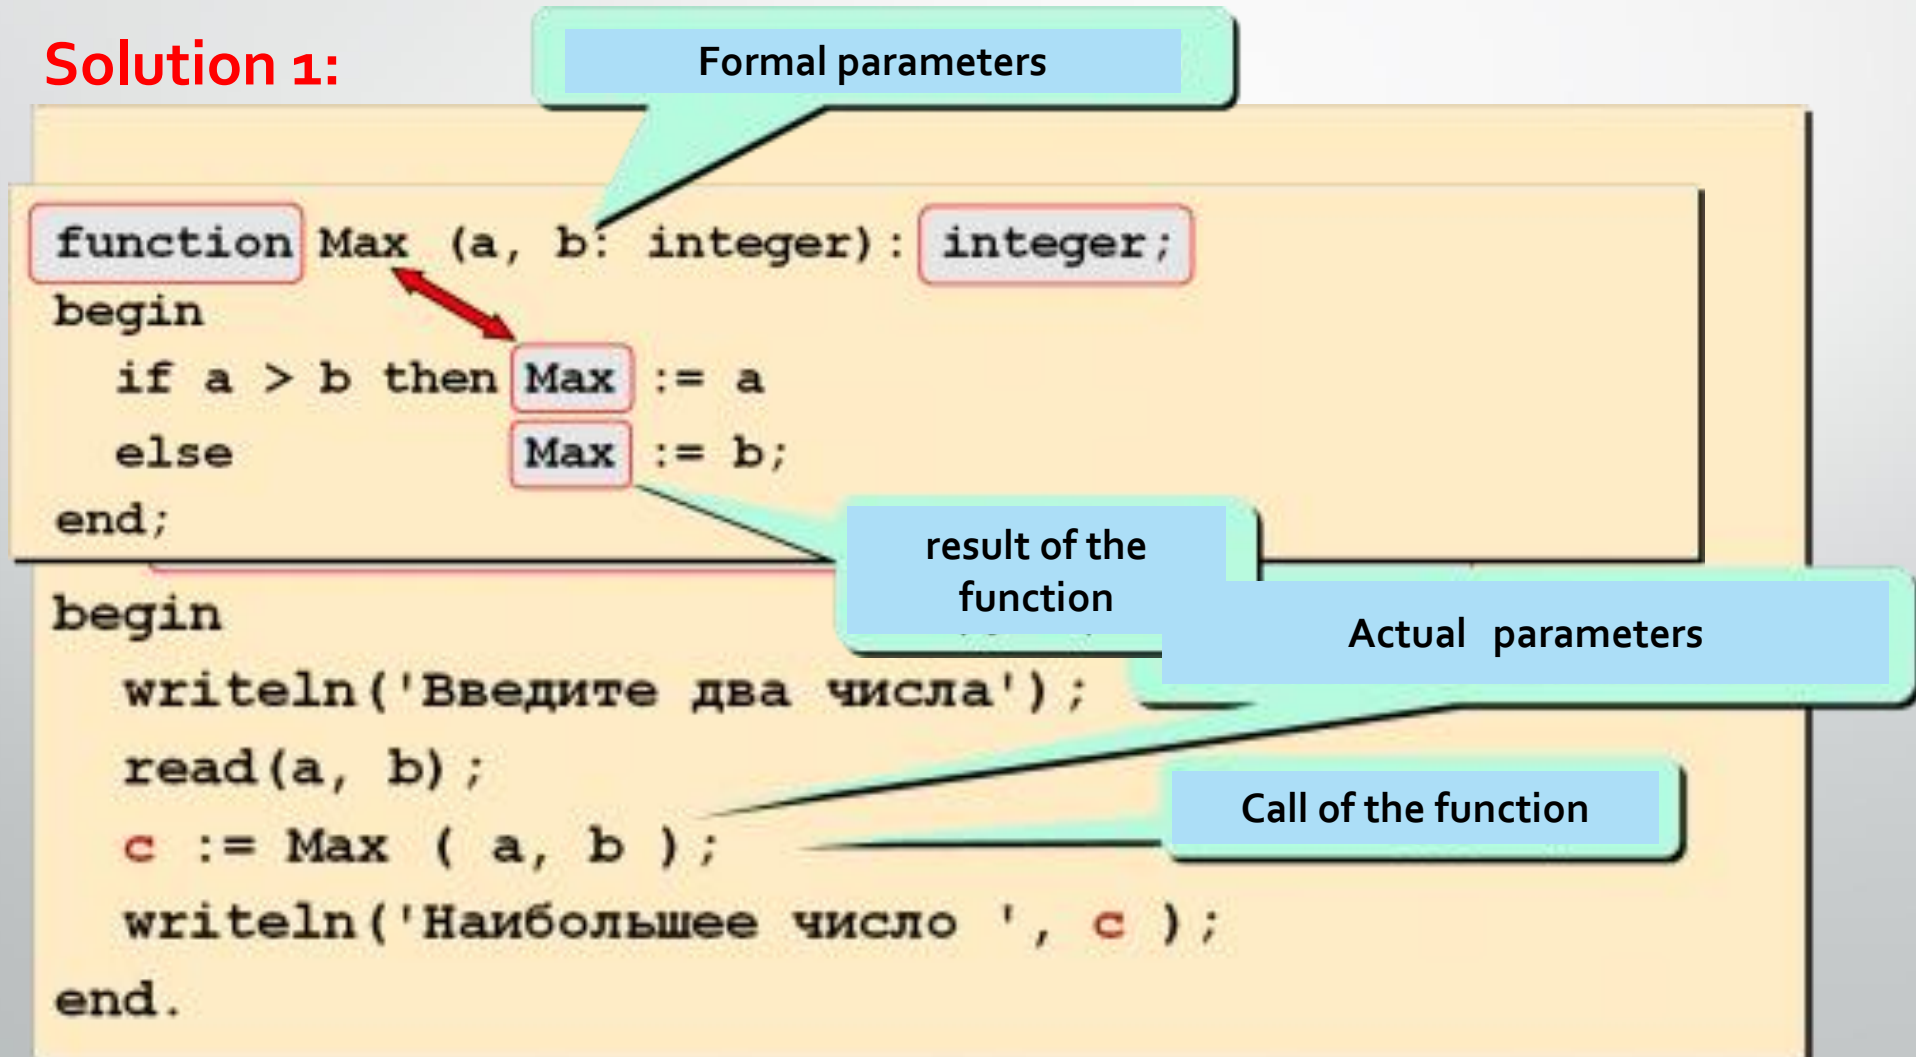 Solution 1:
Formal parameters
function Max (a, b: integer): integer;
begin
if a > b then Max := a
else Max := b;
end;
result of the
function
Actual parameters
begin
writeln('Введите два числа');
read(a, b);
Call of the function
c := Max ( a, b );
writeln('Наибольшее число ', c );
end.